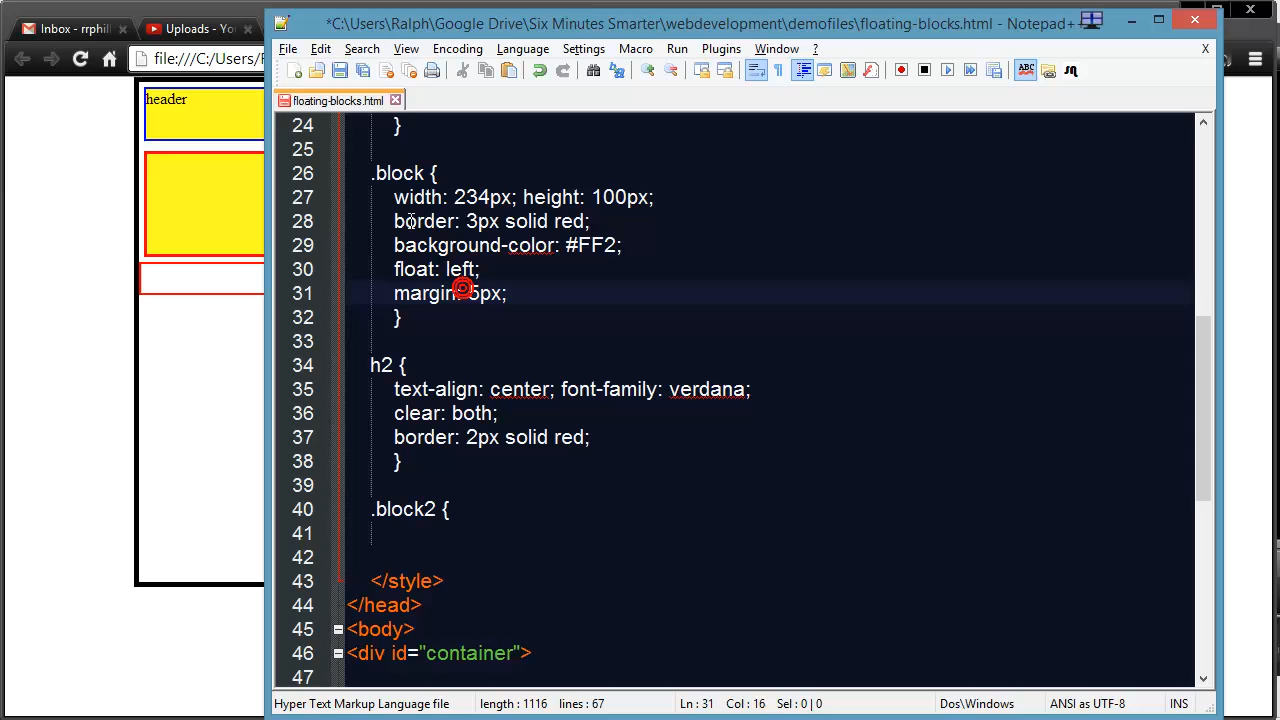 Inbox - rrphill
Uploads - Yo
file:///C:/Users/R
header
*C:\Users\Ralph\Google Drive\Six Minutes Smarter\webdevelopment\demofiles\floating-blocks.html - Notepad++
File Edit Search View Encoding Language Settings Macro Run Plugins Window ? X
floating-blocks.html
24 }
25
26 .block {
27 width: 234px; height: 100px;
28 border: 3px solid red;
29 background-color: #FF2;
30 float: left;
31 margin: 5px;
32 }
33
34 h2 {
35 text-align: center; font-family: verdana;
36 clear: both;
37 border: 2px solid red;
38 }
39
40 .block2 {
41
42
43 </style>
44 </head>
45 <body>
46 <div id="container">
47
Hyper Text Markup Language file length : 1116 lines : 67 Ln : 31 Col : 16 Sel : 0 | 0 Dos\Windows ANSI as UTF-8 INS